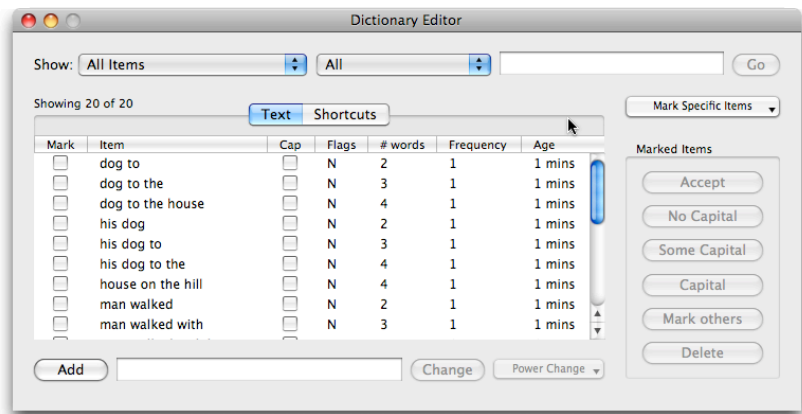 Dictionary Editor
Show: All Items All Go
Showing 20 of 20
Text Shortcuts
Mark Specific Items
Mark Item Cap Flags # words Frequency Age
dog to N 2 1 1 mins
dog to the N 3 1 1 mins
dog to the house N 4 1 1 mins
his dog N 2 1 1 mins
his dog to N 3 1 1 mins
his dog to the N 4 1 1 mins
house on the hill N 4 1 1 mins
man walked N 2 1 1 mins
man walked with N 3 1 1 mins
Marked Items
Accept
No Capital
Some Capital
Capital
Mark others
Delete
Add Change Power Change